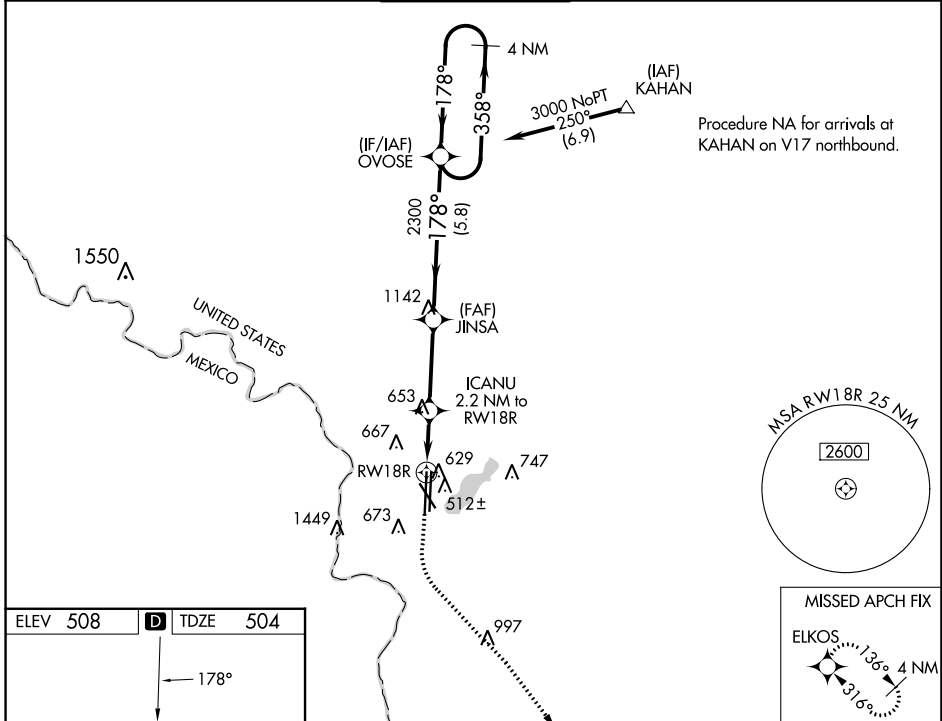 4 NM
178°
358°
(IAF)
KAHAN
3000 NoPT
250°
(6.9)
Procedure NA for arrivals at
KAHAN on V17 northbound.
(IF/IAF)
OVOSE
2300
178°
(5.8)
1550
UNITED STATES
MEXICO
1142
(FAF)
JINSA
653
ICANU
2.2 NM to
RW18R
667
RW18R
629
747
512±
1449
673
MSA RW18R 25 NM
2600
997
ELEV 508 D TDZE 504
178°
MISSED APCH FIX
ELKOS
136°
4 NM
316°